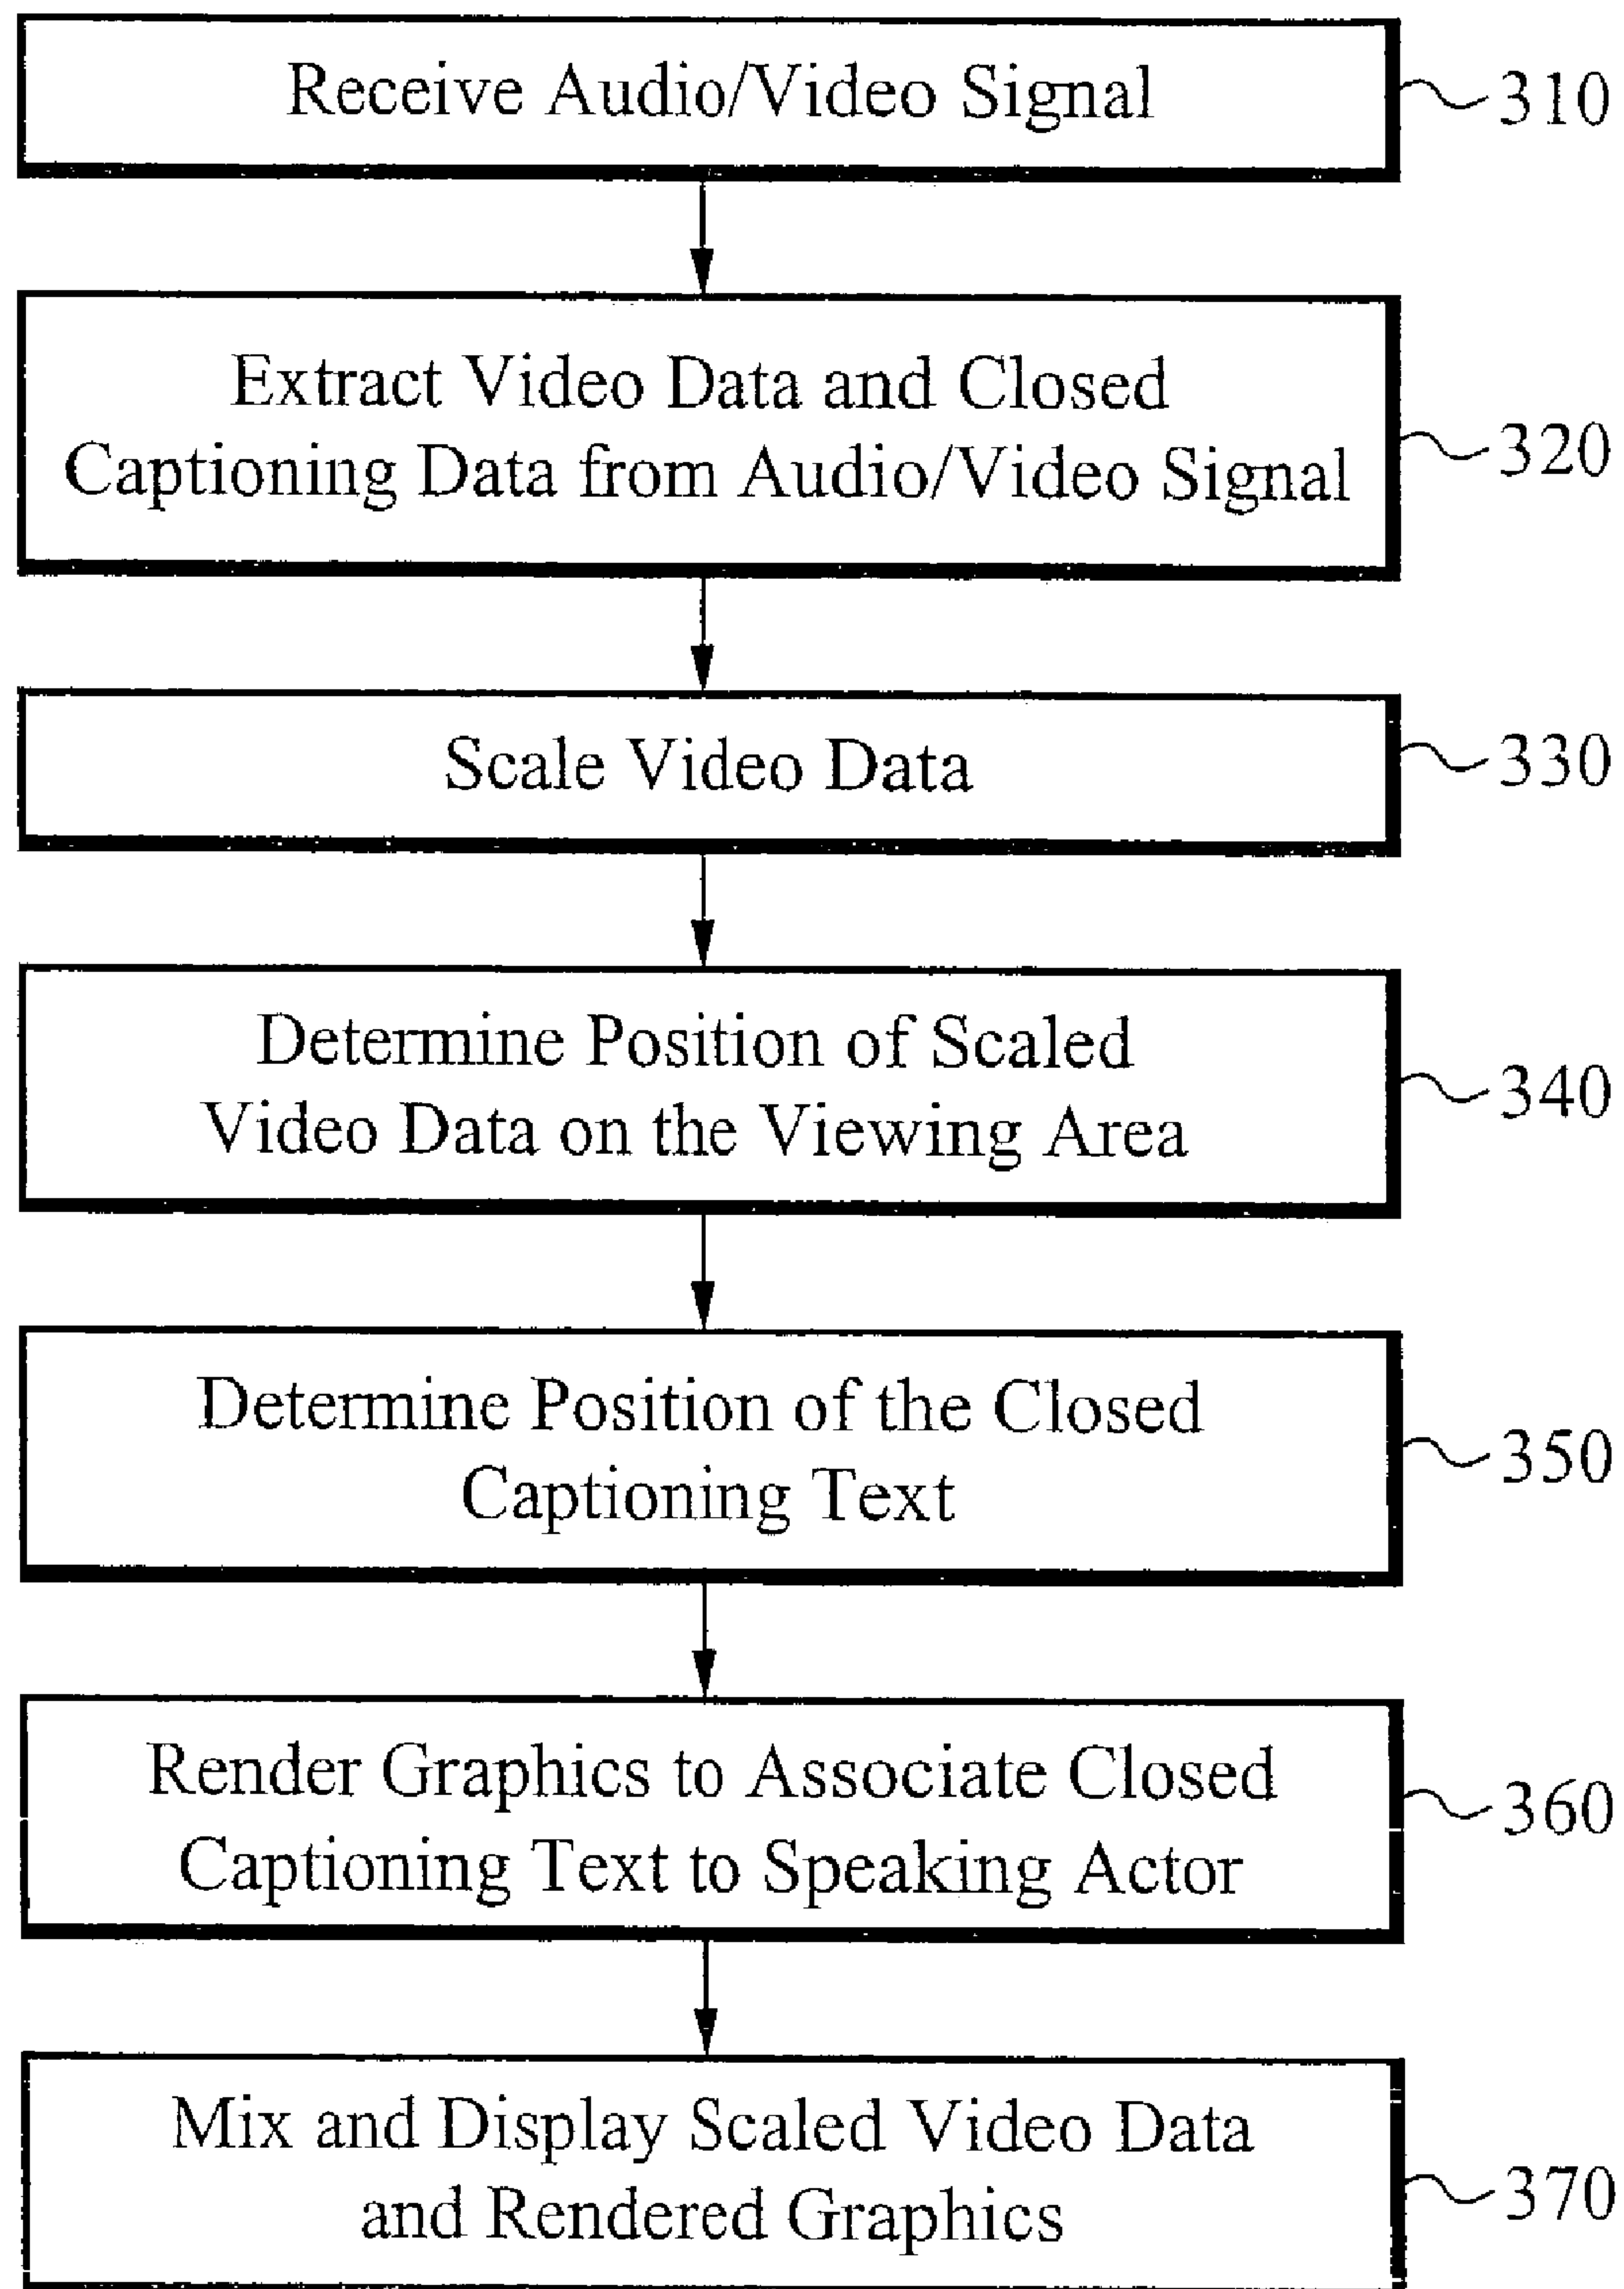 Receive Audio/Video Signal
310
Extract Video Data and Closed
Captioning Data from Audio/Video Signal
320
Scale Video Data
330
Determine Position of Scaled
Video Data on the Viewing Area
340
Determine Position of the Closed
Captioning Text
350
Render Graphics to Associate Closed
Captioning Text to Speaking Actor
360
Mix and Display Scaled Video Data
and Rendered Graphics
370